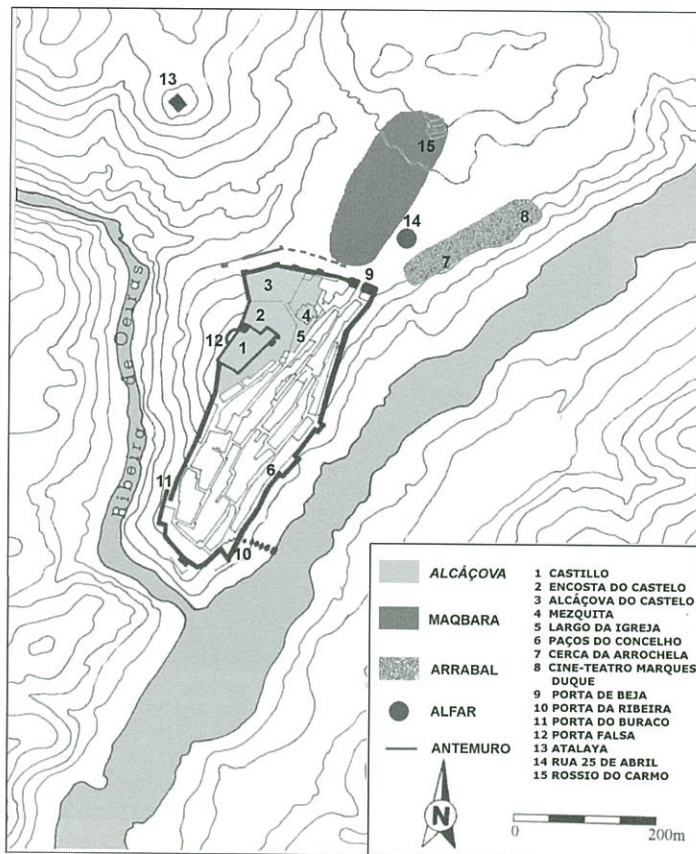 13
15
14
8
7
9
3
4
2
5
12
1
6
11
10
Ribeira de Oeiras
ALCÁÇOVA
MAQBARA
ARRABAL
ALFAR
ANTEMURO
1 CASTILLO
2 ENCOSTA DO CASTELO
3 ALCÁÇOVA DO CASTELO
4 MEZQUITA
5 LARGO DA IGREJA
6 PAÇOS DO CONCELHO
7 CERCA DA ARROCHELA
8 CINE-TEATRO MARQUES
DUQUE
9 PORTA DE BEJA
10 PORTA DA RIBEIRA
11 PORTA DO BURACO
12 PORTA FALSA
13 ATALAYA
14 RUA 25 DE ABRIL
15 ROSSIO DO CARMO
N
0 200m